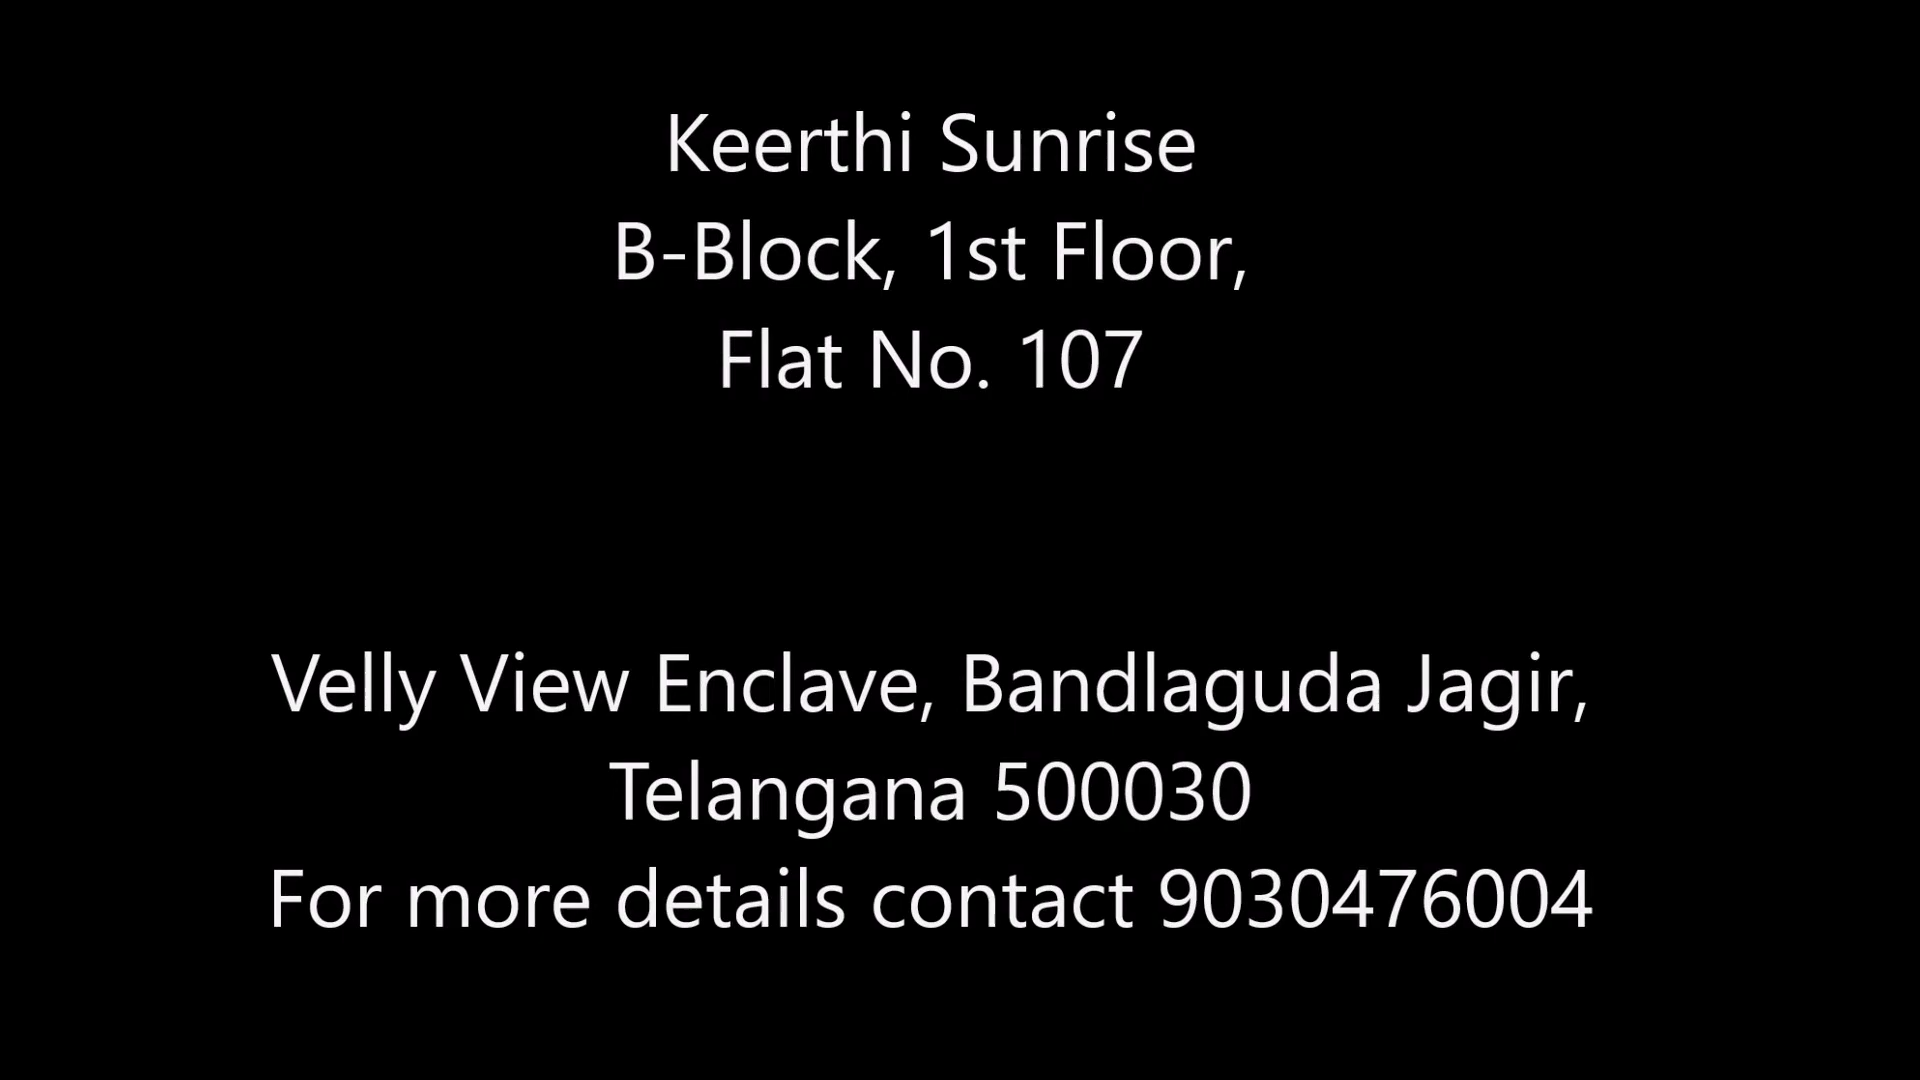 Keerthi Sunrise
B-Block, 1st Floor,
Flat No. 107
Velly View Enclave, Bandlaguda Jagir,
Telangana 500030
For more details contact 9030476004